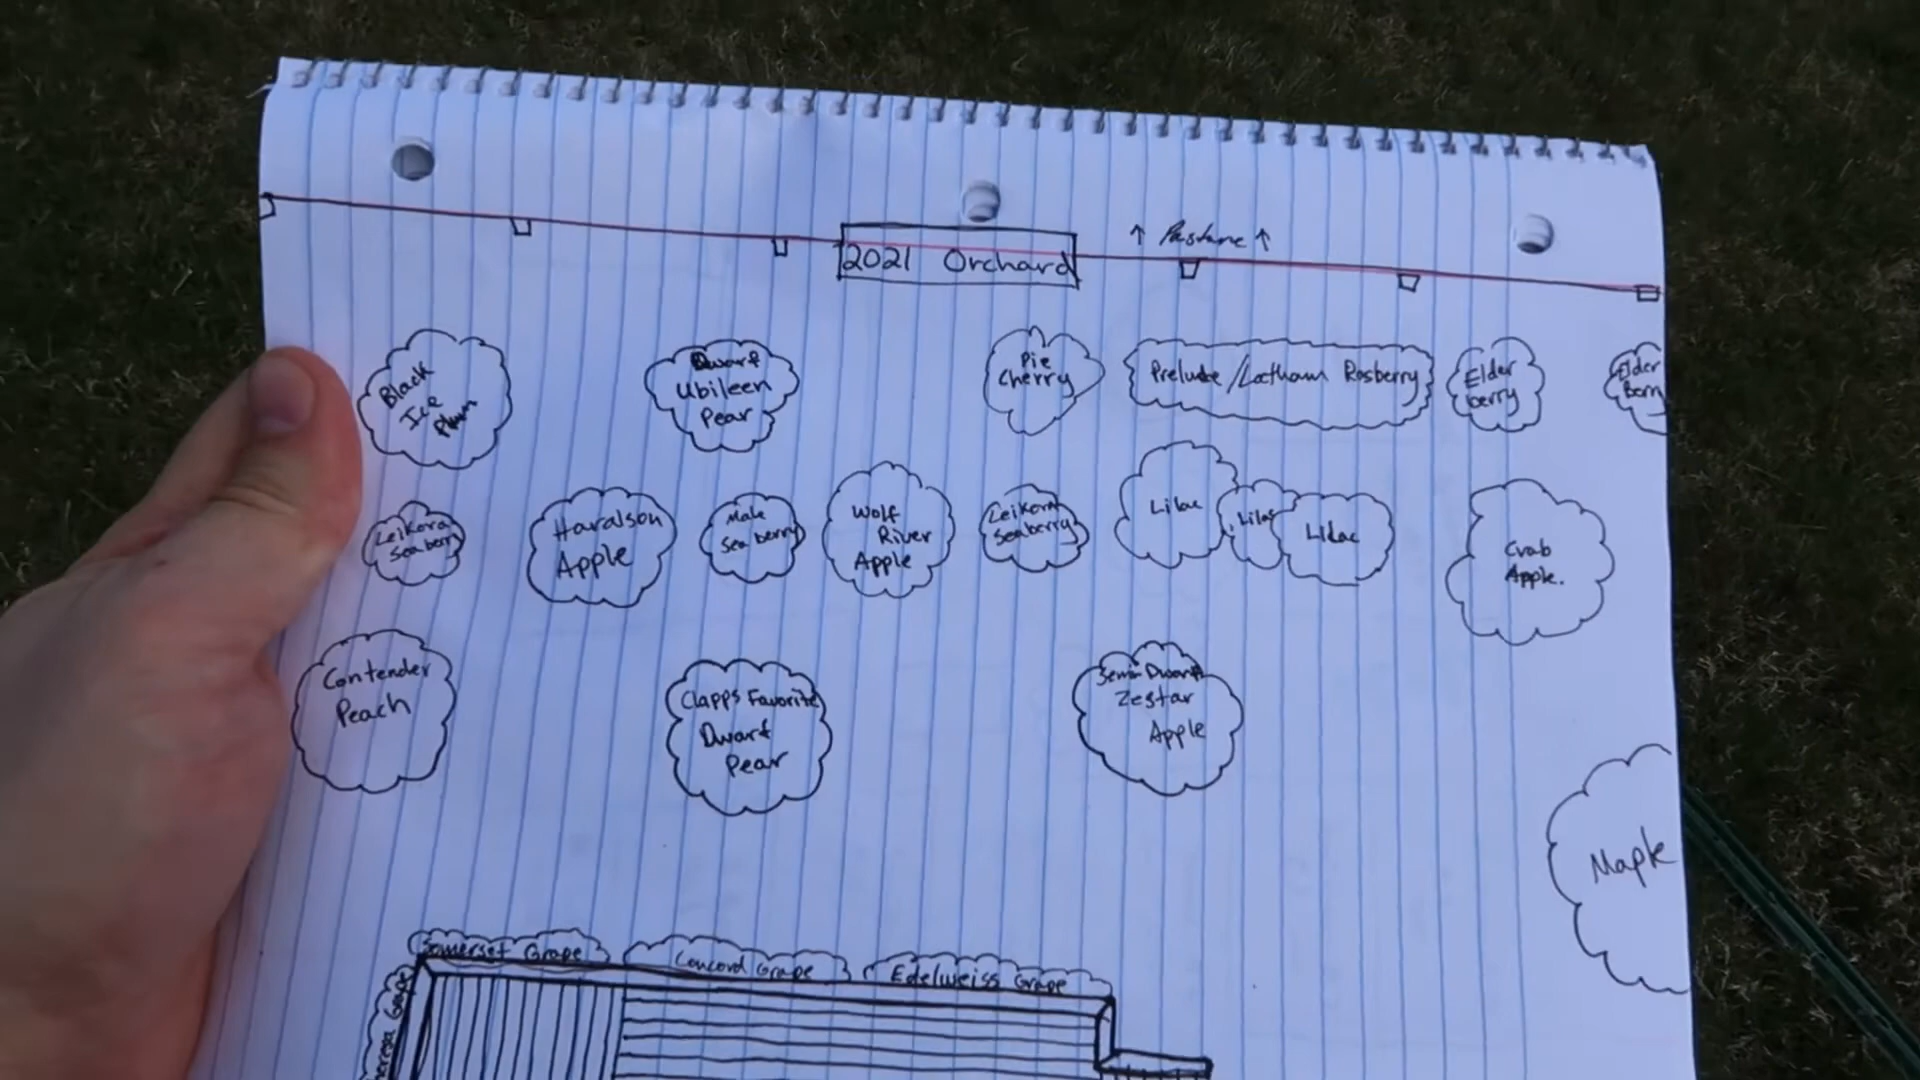 ↑ Pasture ↑
2021 Orchard
Black
Ice
Plum
Dwarf
Ubileen
Pear
Pie
Cherry
Prelude/Latham Rasberry
Elder
berry
Elder
Berry
Leikora
Seaberry
Haralson
Apple
Male
Sea berry
Wolf
River
Apple
Leikora
Seaberry
Lilac
Lilac
Lilac
Crab
Apple.
Contender
Peach
Clapps Favorite
Dwarf
Pear
Semi Dwarf
Zestar
Apple
Maple
Somerset Grape
Concord Grape
Edelweiss Grape